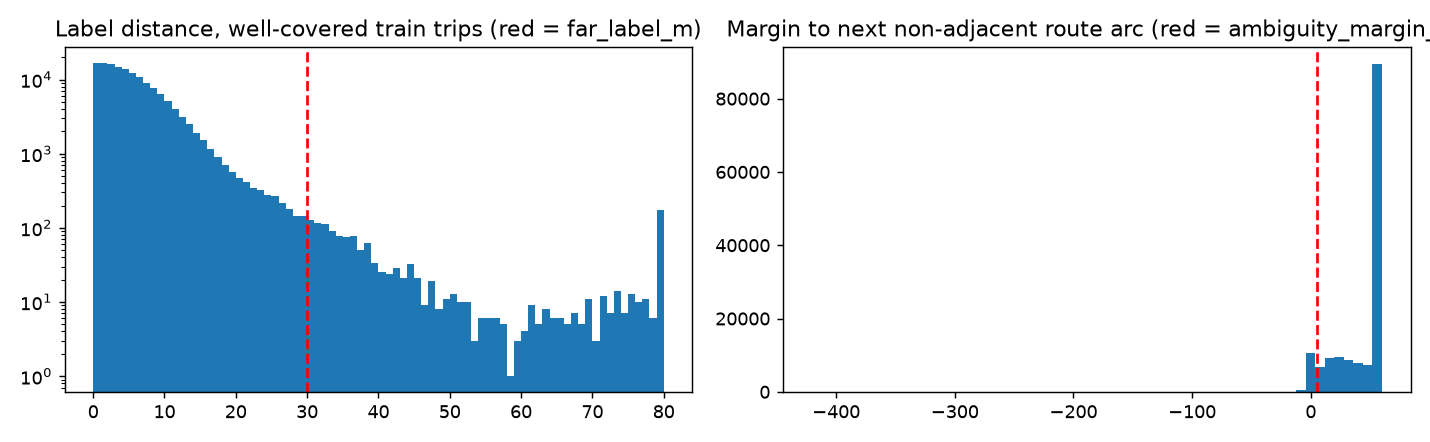 Label distance, well-covered train trips (red = far_label_m)
10⁴
10³
10²
10¹
10⁰
0 10 20 30 40 50 60 70 80
Margin to next non-adjacent route arc (red = ambiguity_margin_
80000
60000
40000
20000
0
−400 −300 −200 −100 0